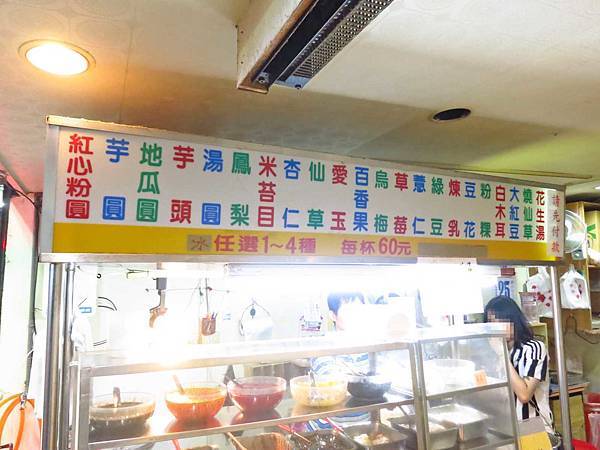 紅心粉圓
芋圓
地瓜圓
芋頭
湯圓
鳳梨
米苔目
杏仁
仙草
愛玉
百香果
烏梅
草莓
薏仁
綠豆
煉乳
豆花
粉粿
白木耳
大紅豆
燒仙草
花生湯
請先付款
冰任選1~4種 每杯60元